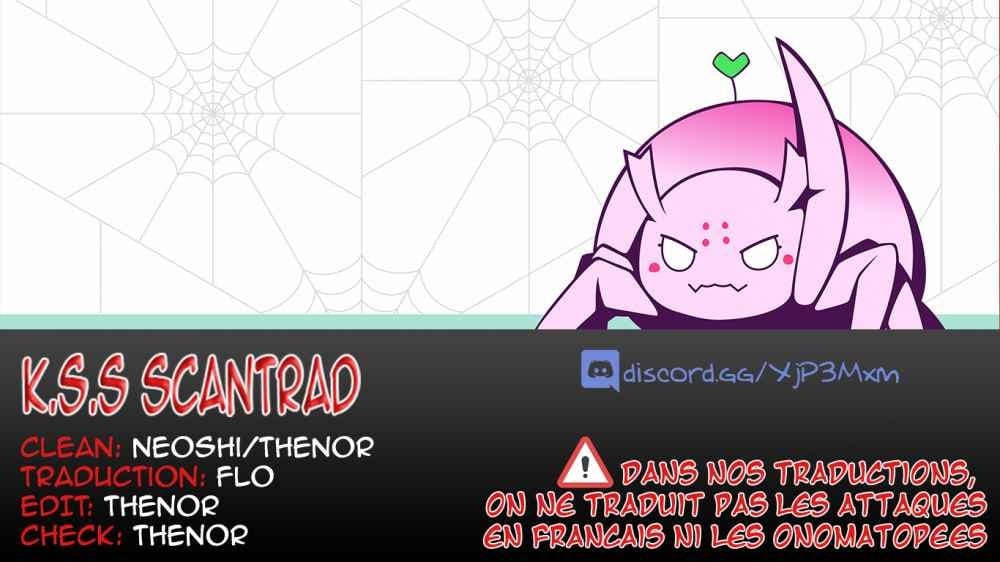 K.S.S SCANTRAD
CLEAN: NEOSHI/THENOR
TRADUCTION: FLO
EDIT: THENOR
CHECK: THENOR
discord.gg/XjP3Mxm
! DANS NOS TRADUCTIONS,
ON NE TRADUIT PAS LES ATTAQUES
EN FRANCAIS NI LES ONOMATOPEES